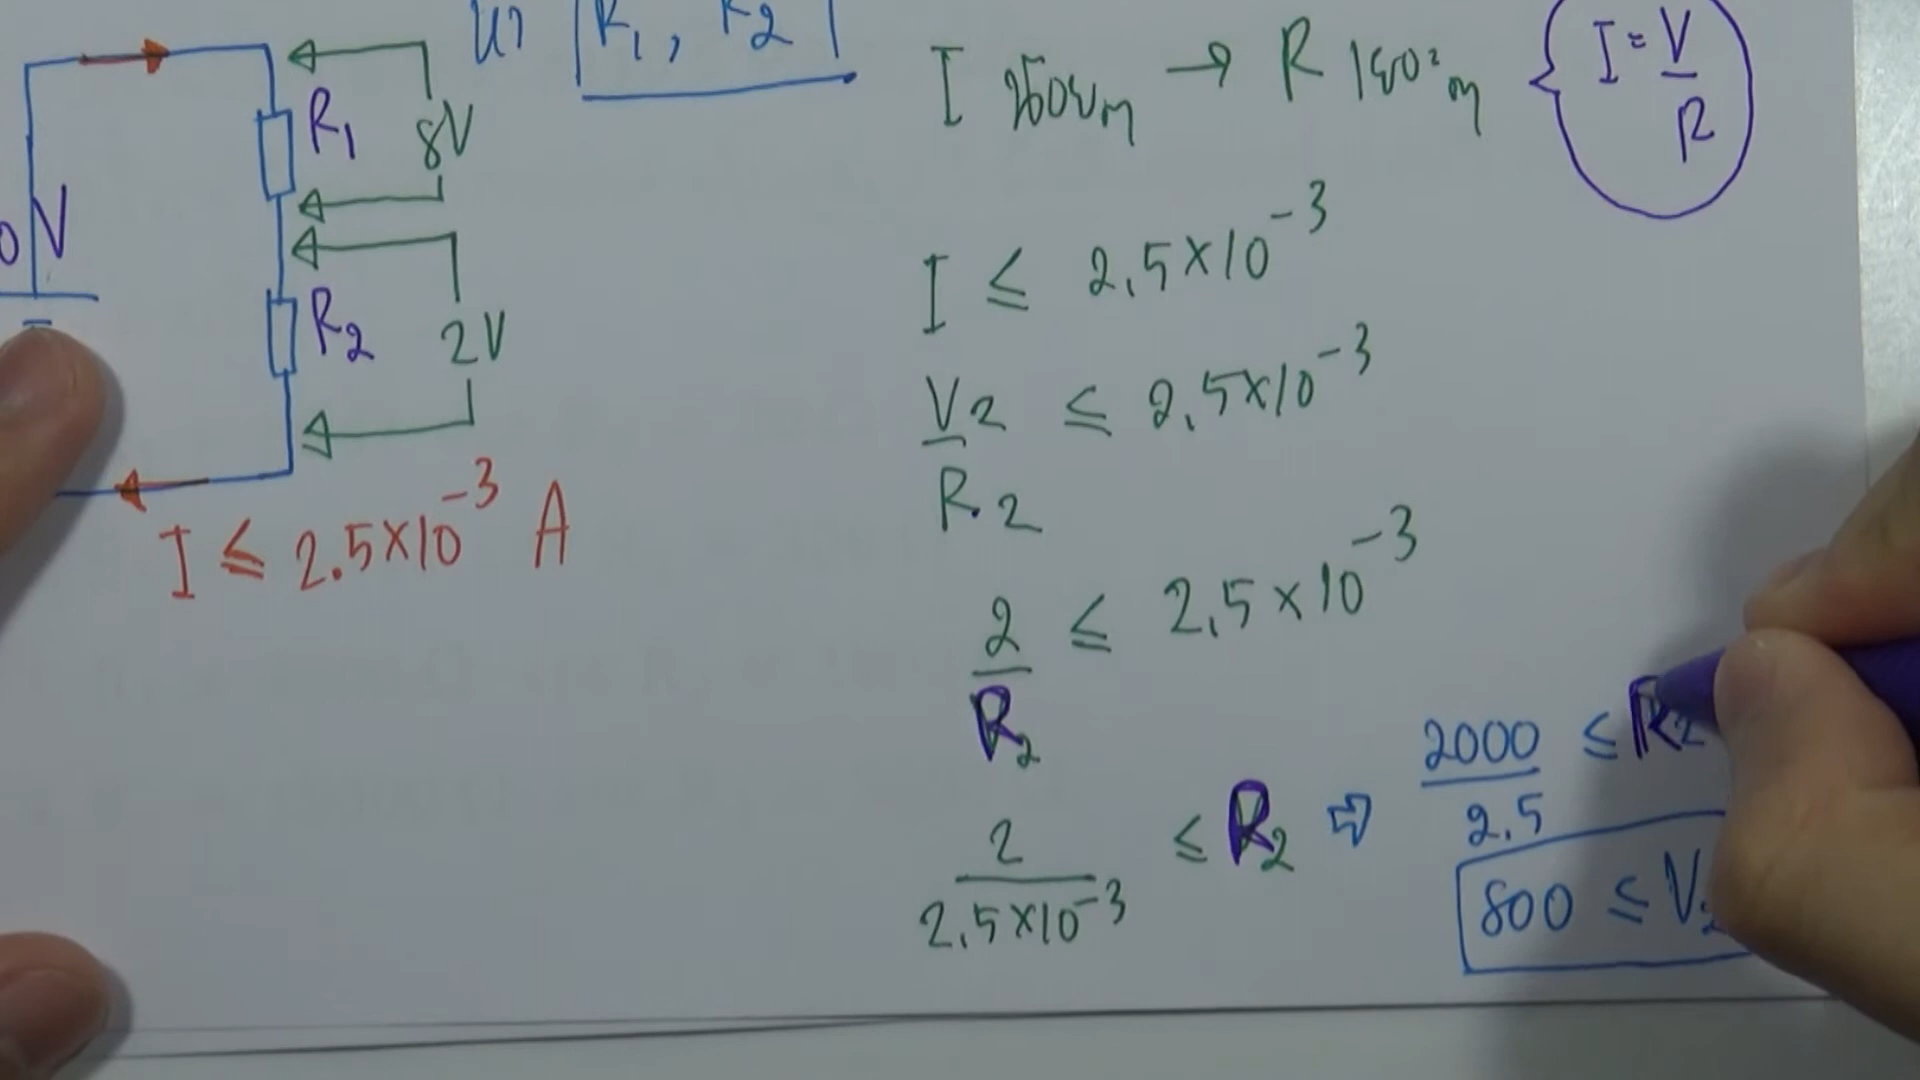 R1, R2
R1
8V
V
R2
2V
I ≤ 2.5×10⁻³ A
I → R
I = V/R
I ≤ 2.5×10⁻³
V2/R2 ≤ 2.5×10⁻³
2/R2 ≤ 2.5×10⁻³
2/2.5×10⁻³ ≤ R2 ⇨ 2000/2.5 ≤ R2
800 ≤ V2